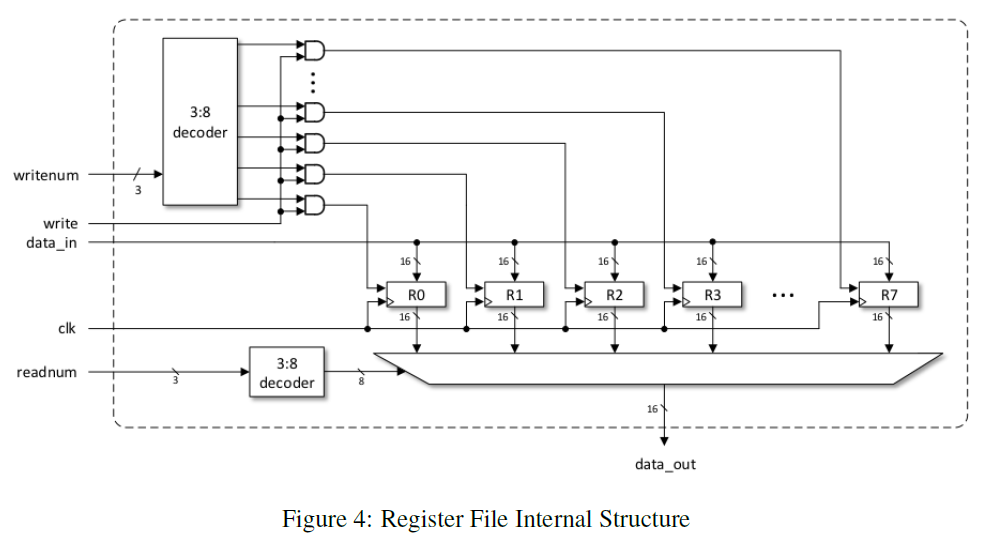 3:8
decoder
writenum
3
write
data_in
16
16
16
16
16
R0
R1
R2
R3
...
R7
clk
16
16
16
16
16
readnum
3
3:8
decoder
8
16
data_out
Figure 4: Register File Internal Structure